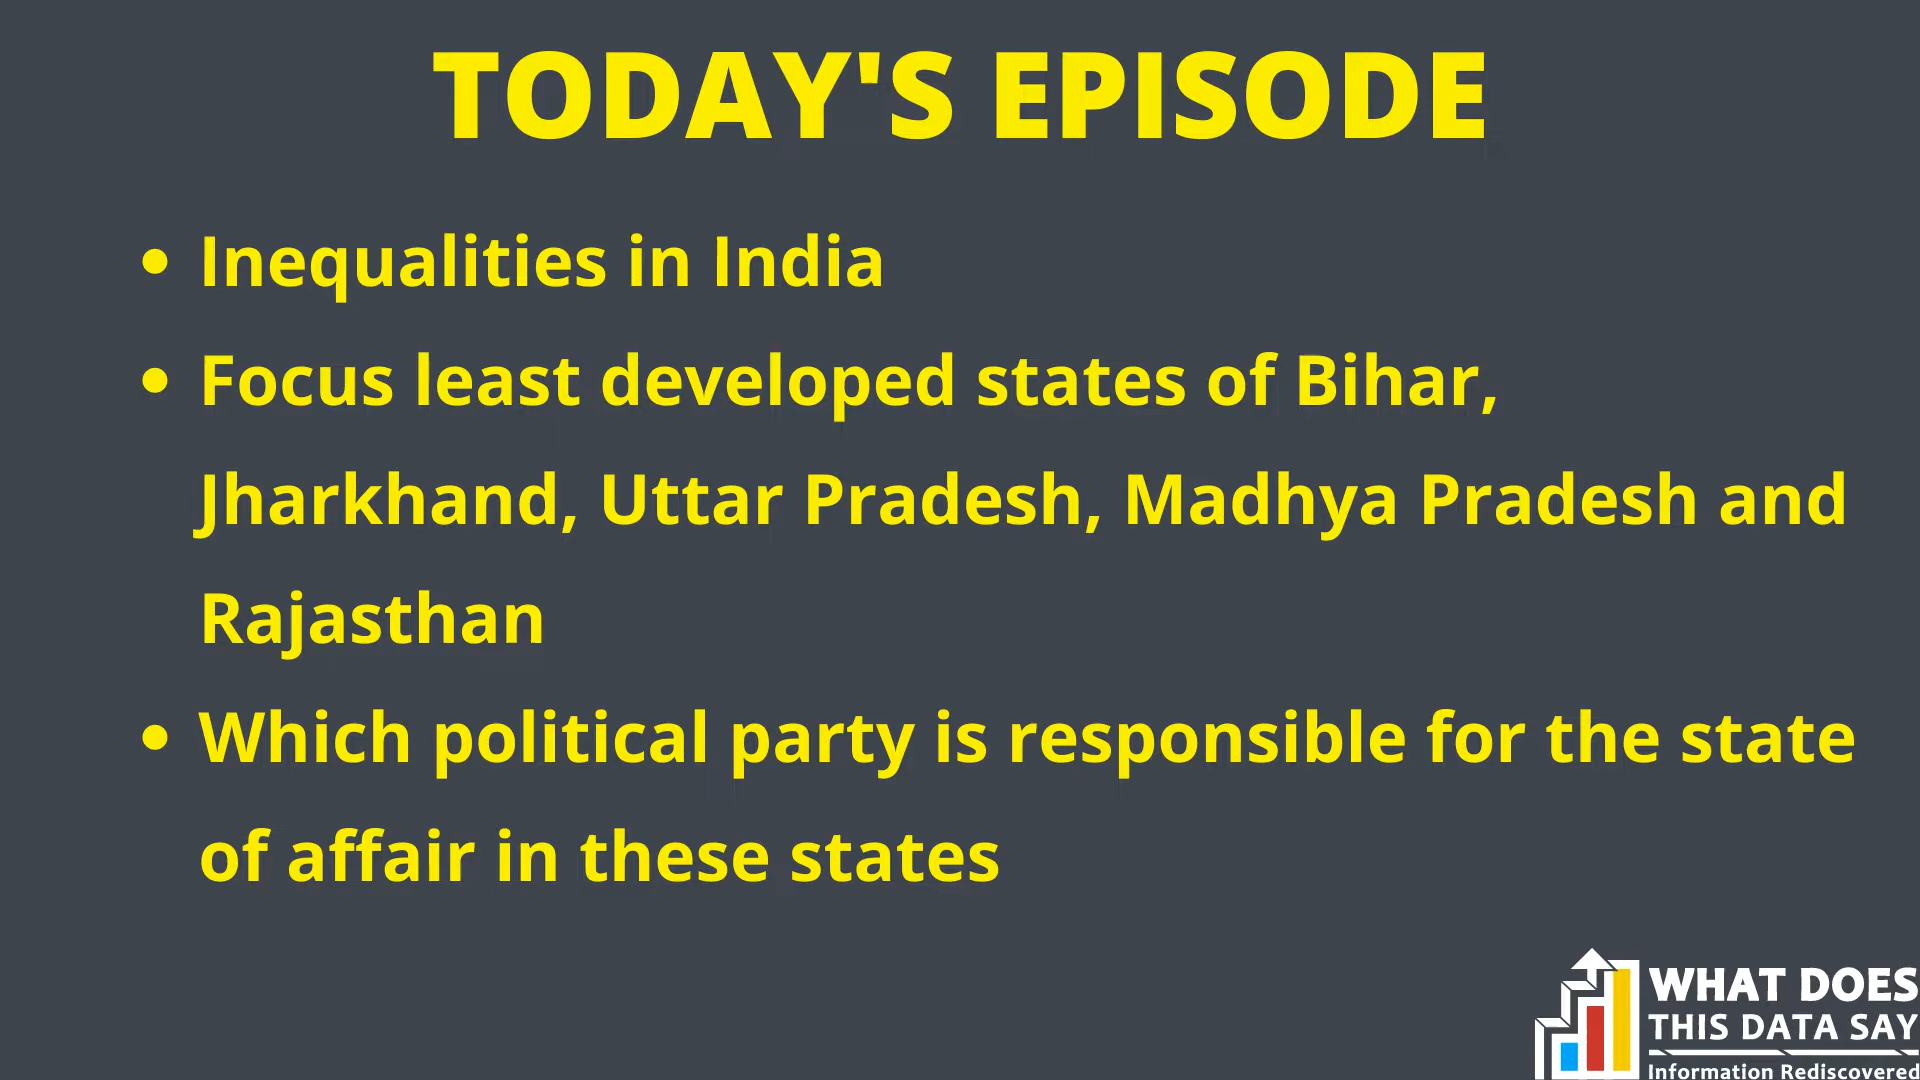 TODAY'S EPISODE
• Inequalities in India
• Focus least developed states of Bihar,
Jharkhand, Uttar Pradesh, Madhya Pradesh and
Rajasthan
• Which political party is responsible for the state
of affair in these states
WHAT DOES
THIS DATA SAY
Information Rediscovered